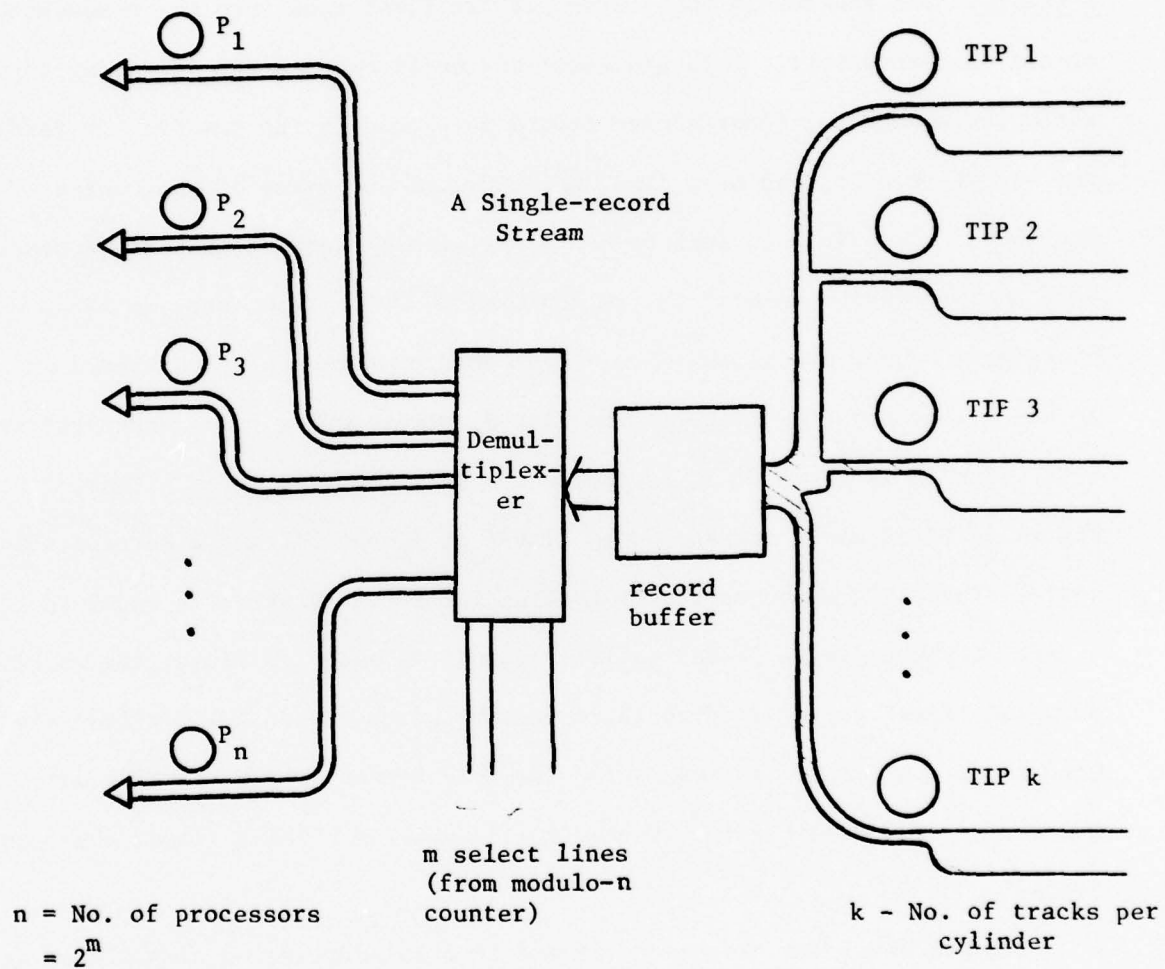 P1
TIP 1
P2
A Single-record
Stream
TIP 2
P3
TIF 3
Demul-
tiplex-
er
record
buffer
Pn
TIP k
m select lines
(from modulo-n
counter)
n = No. of processors
= 2^m
k - No. of tracks per
cylinder